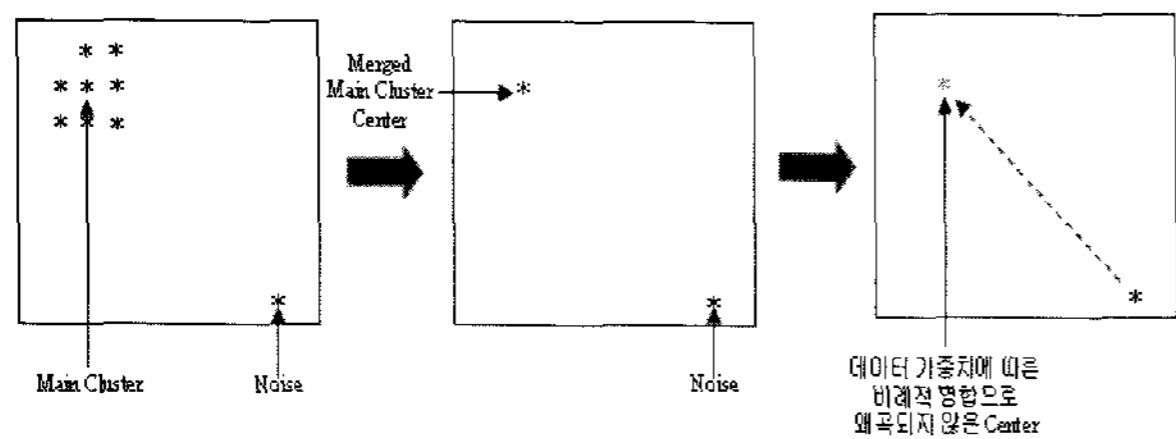 Merged
Main Cluster
Center
Main Cluster
Noise
Noise
데이터 가중치에 따른
비례적 병합으로
왜곡되지 않은 Center